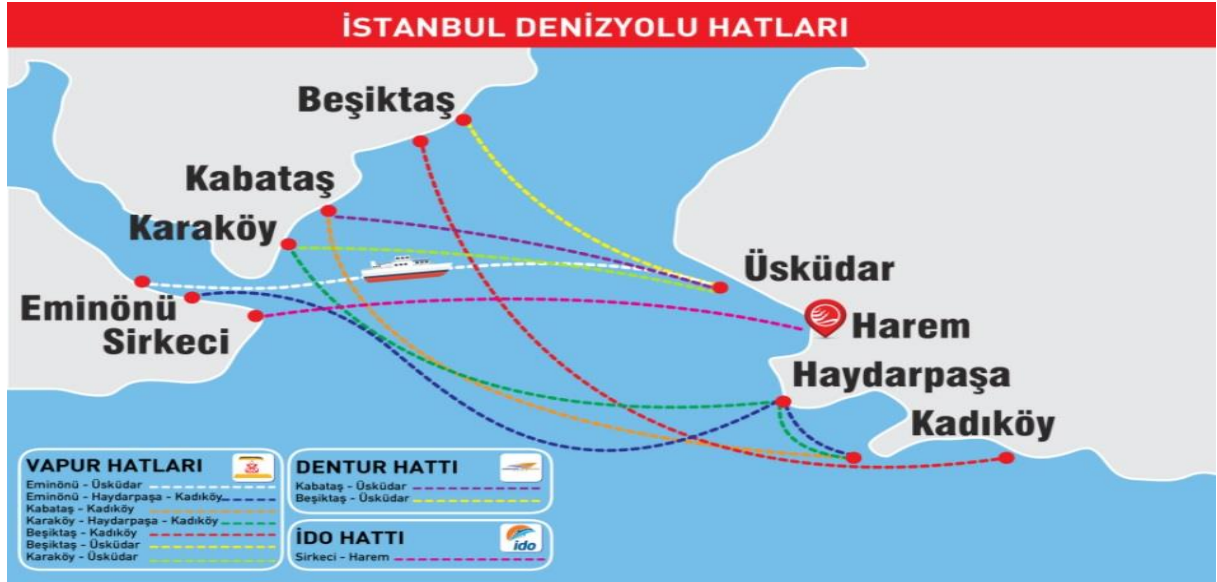 İSTANBUL DENİZYOLU HATLARI
Beşiktaş
Kabataş
Karaköy
Üsküdar
Eminönü
Harem
Sirkeci
Haydarpaşa
Kadıköy
VAPUR HATLARI
Eminönü - Üsküdar
Eminönü - Haydarpaşa - Kadıköy
Kabataş - Kadıköy
Karaköy - Haydarpaşa - Kadıköy
Beşiktaş - Kadıköy
Beşiktaş - Üsküdar
Karaköy - Üsküdar
DENTUR HATTI
Kabataş - Üsküdar
Beşiktaş - Üsküdar
İDO HATTI
ido
Sirkeci - Harem